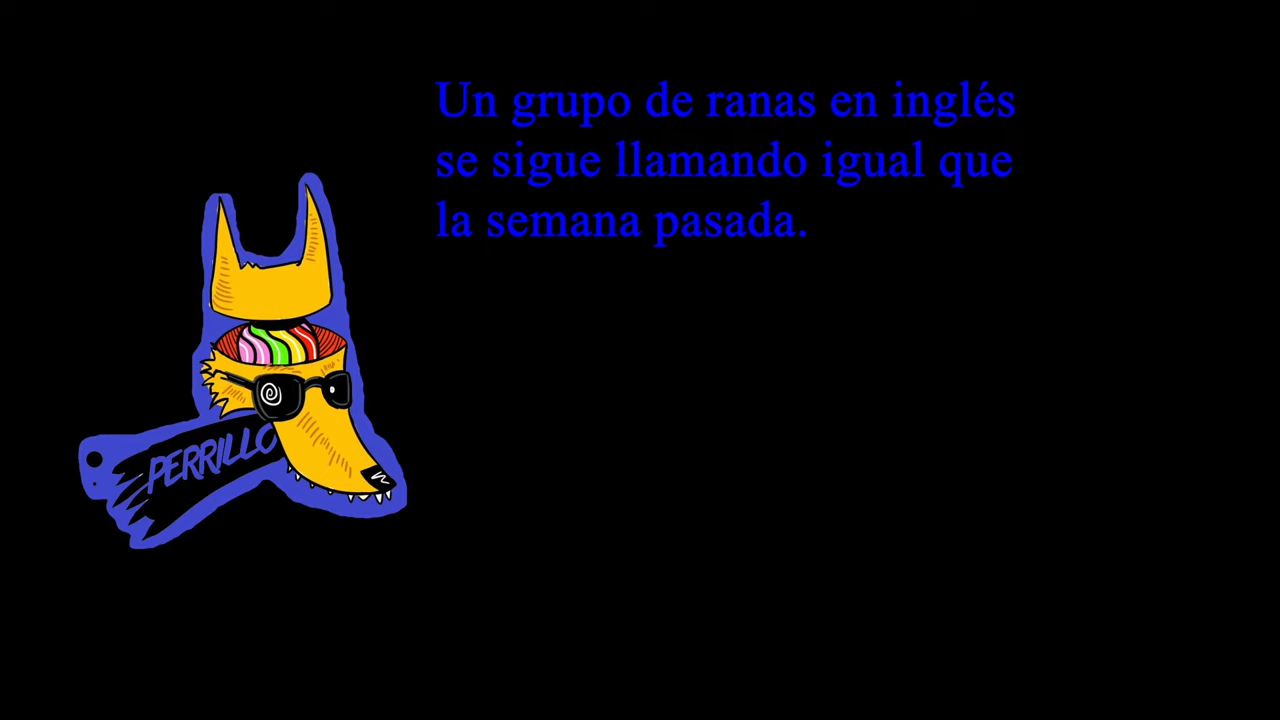 Un grupo de ranas en inglés
se sigue llamando igual que
la semana pasada.
PERRILLO